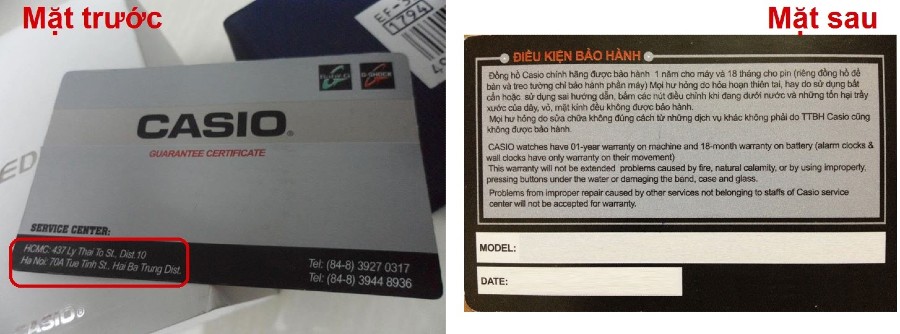 Mặt trước
Mặt sau
EF-5
1794
G-SHOCK
CASIO®
GUARANTEE CERTIFICATE
SERVICE CENTER:
HCMC: 437 Ly Thai To St., Dist.10
Ha Noi: 70A Tue Tinh St., Hai Ba Trung Dist.
Tel: (84-8) 3927 0317
Tel: (84-8) 3944 8936
CASIO
ĐIỀU KIỆN BẢO HÀNH
Đồng hồ Casio chính hãng được bảo hành 1 năm cho máy và 18 tháng cho pin (riêng đồng hồ để
bàn và treo tường chỉ bảo hành phần máy) Mọi hư hỏng do hỏa hoạn thiên tai, hay do sử dụng bất
cẩn hoặc sử dụng sai hướng dẫn, bấm các nút điều chỉnh khi đang dưới nước và những tổn hại trầy
xước của dây, vỏ, mặt kính đều không được bảo hành.
Mọi hư hỏng do sửa chữa không đúng cách từ những dịch vụ khác không phải do TTBH Casio cũng
không được bảo hành.
CASIO watches have 01-year warranty on machine and 18-month warranty on battery (alarm clocks &
wall clocks have only warranty on their movement)
This warranty will not be extended problems caused by fire, natural calamity, or by using improperly,
pressing buttons under the water or damaging the band, case and glass.
Problems from improper repair caused by other services not belonging to staffs of Casio service
center will not be accepted for warranty.
MODEL:
DATE: